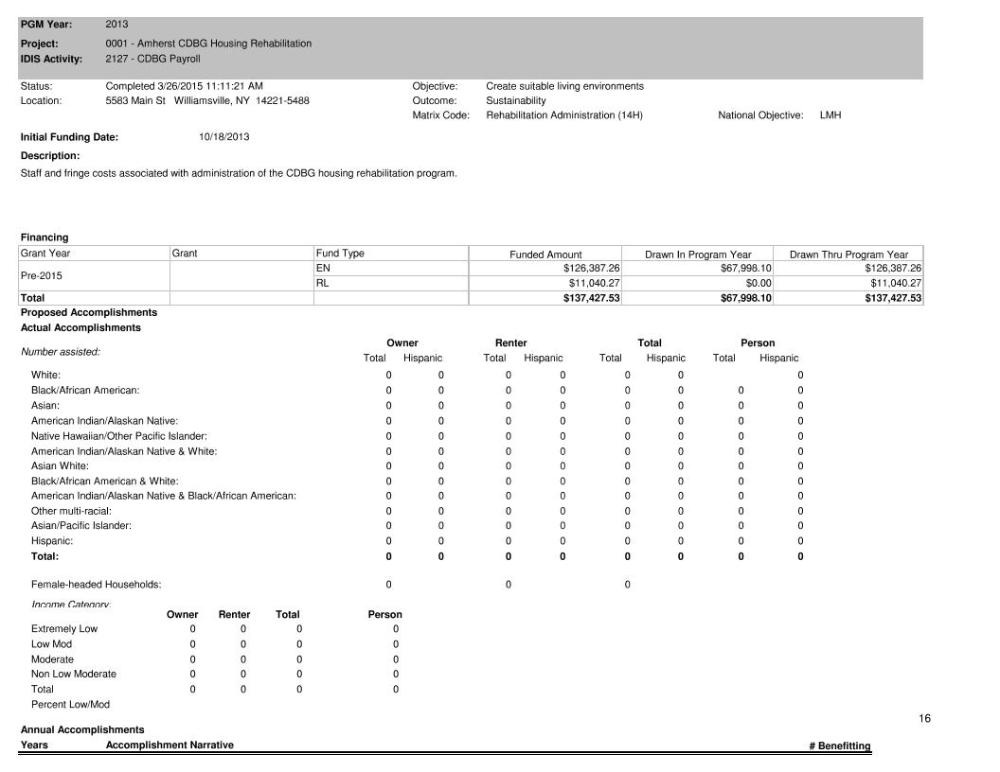 PGM Year: 2013
Project: 0001 - Amherst CDBG Housing Rehabilitation
IDIS Activity: 2127 - CDBG Payroll
Status: Completed 3/26/2015 11:11:21 AM Objective: Create suitable living environments
Location: 5583 Main St Williamsville, NY 14221-5488 Outcome: Sustainability
Matrix Code: Rehabilitation Administration (14H) National Objective: LMH
Initial Funding Date: 10/18/2013
Description:
Staff and fringe costs associated with administration of the CDBG housing rehabilitation program.
Financing
Grant Year Grant Fund Type Funded Amount Drawn In Program Year Drawn Thru Program Year
Pre-2015 EN $126,387.26 $67,998.10 $126,387.26
RL $11,040.27 $0.00 $11,040.27
Total $137,427.53 $67,998.10 $137,427.53
Proposed Accomplishments
Actual Accomplishments
Number assisted: Owner Renter Total Person
Total Hispanic Total Hispanic Total Hispanic Total Hispanic
White: 0 0 0 0 0 0 0
Black/African American: 0 0 0 0 0 0 0 0
Asian: 0 0 0 0 0 0 0 0
American Indian/Alaskan Native: 0 0 0 0 0 0 0 0
Native Hawaiian/Other Pacific Islander: 0 0 0 0 0 0 0 0
American Indian/Alaskan Native & White: 0 0 0 0 0 0 0 0
Asian White: 0 0 0 0 0 0 0 0
Black/African American & White: 0 0 0 0 0 0 0 0
American Indian/Alaskan Native & Black/African American: 0 0 0 0 0 0 0 0
Other multi-racial: 0 0 0 0 0 0 0 0
Asian/Pacific Islander: 0 0 0 0 0 0 0 0
Hispanic: 0 0 0 0 0 0 0 0
Total: 0 0 0 0 0 0 0 0
Female-headed Households: 0 0 0
Income Category:
Owner Renter Total Person
Extremely Low 0 0 0 0
Low Mod 0 0 0 0
Moderate 0 0 0 0
Non Low Moderate 0 0 0 0
Total 0 0 0 0
Percent Low/Mod
16
Annual Accomplishments
Years Accomplishment Narrative # Benefitting